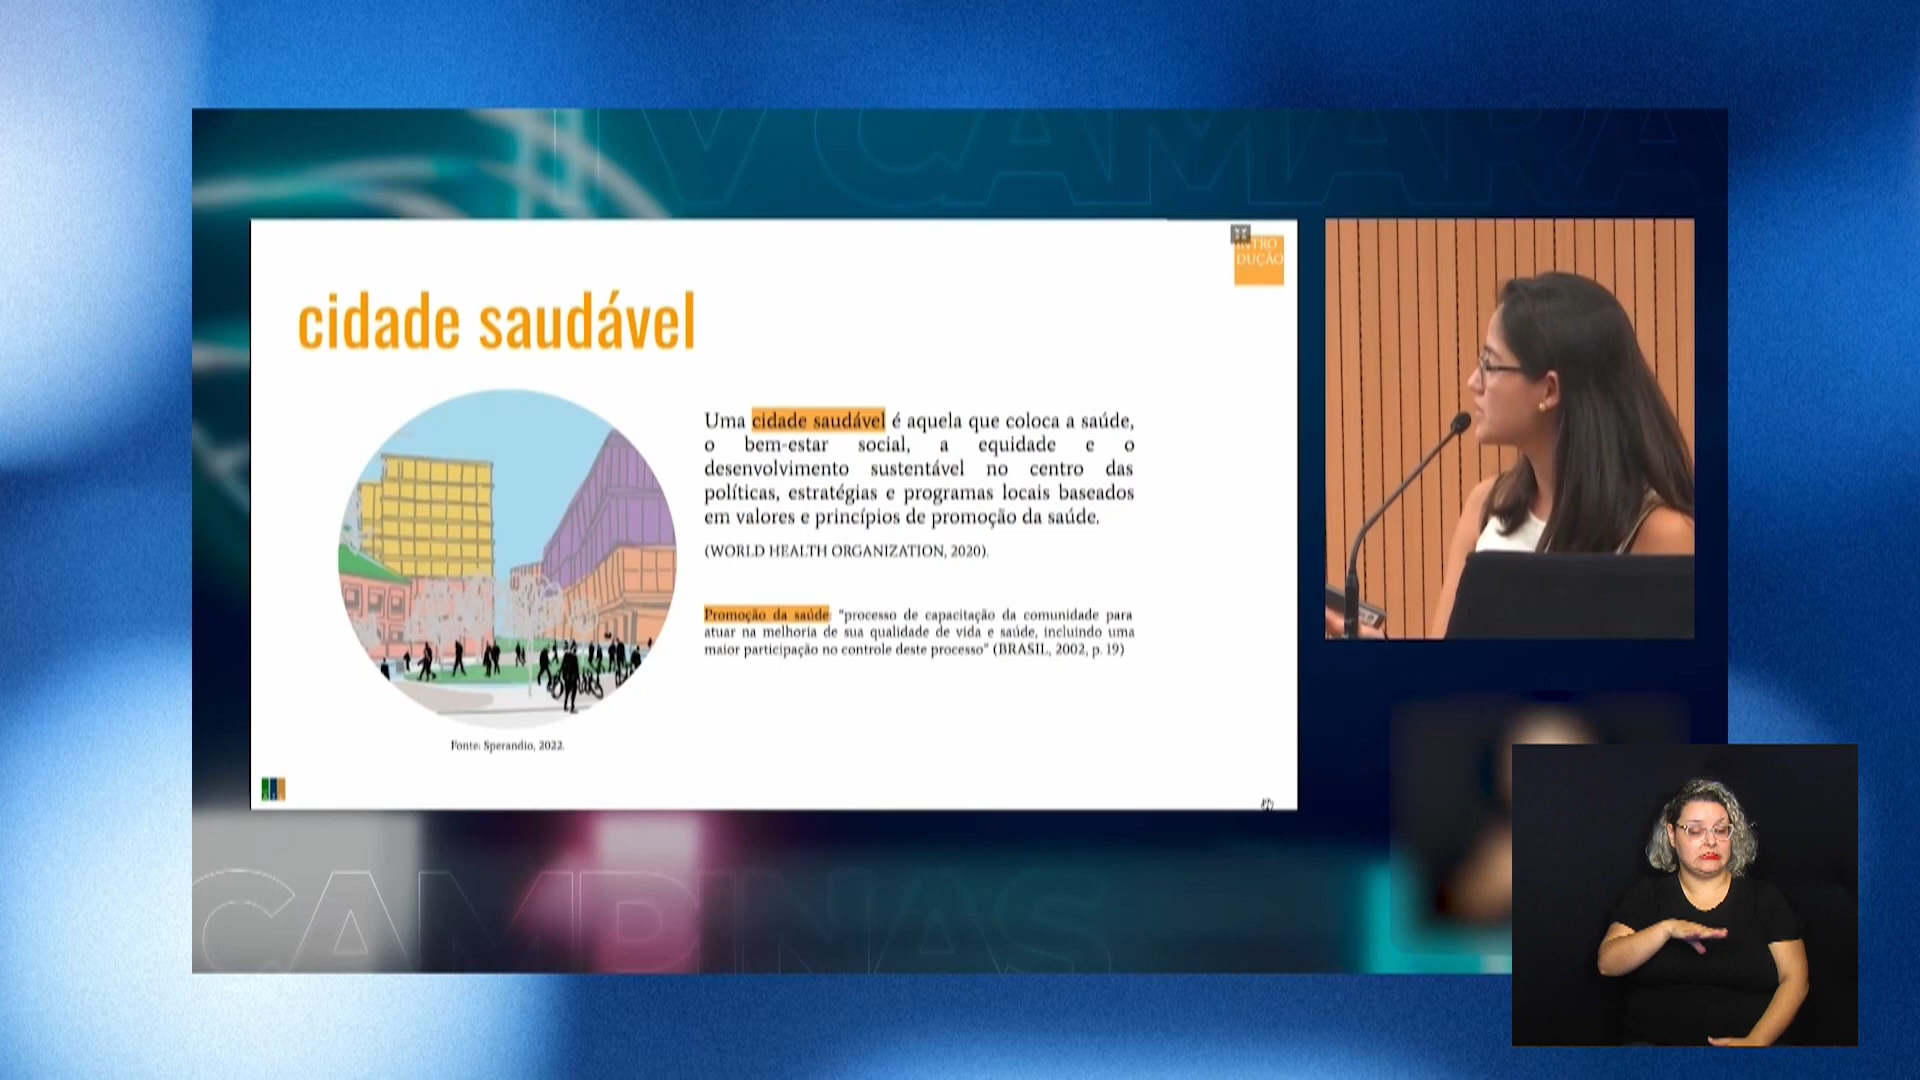 TV CAMARA
INTRO
DUÇÃO
cidade saudável
Uma cidade saudável é aquela que coloca a saúde,
o bem-estar social, a equidade e o
desenvolvimento sustentável no centro das
políticas, estratégias e programas locais baseados
em valores e princípios de promoção da saúde.
(WORLD HEALTH ORGANIZATION, 2020).
Promoção da saúde: "processo de capacitação da comunidade para
atuar na melhoria de sua qualidade de vida e saúde, incluindo uma
maior participação no controle deste processo" (BRASIL, 2002, p. 19)
Fonte: Sperandio, 2022.
CAMPINAS